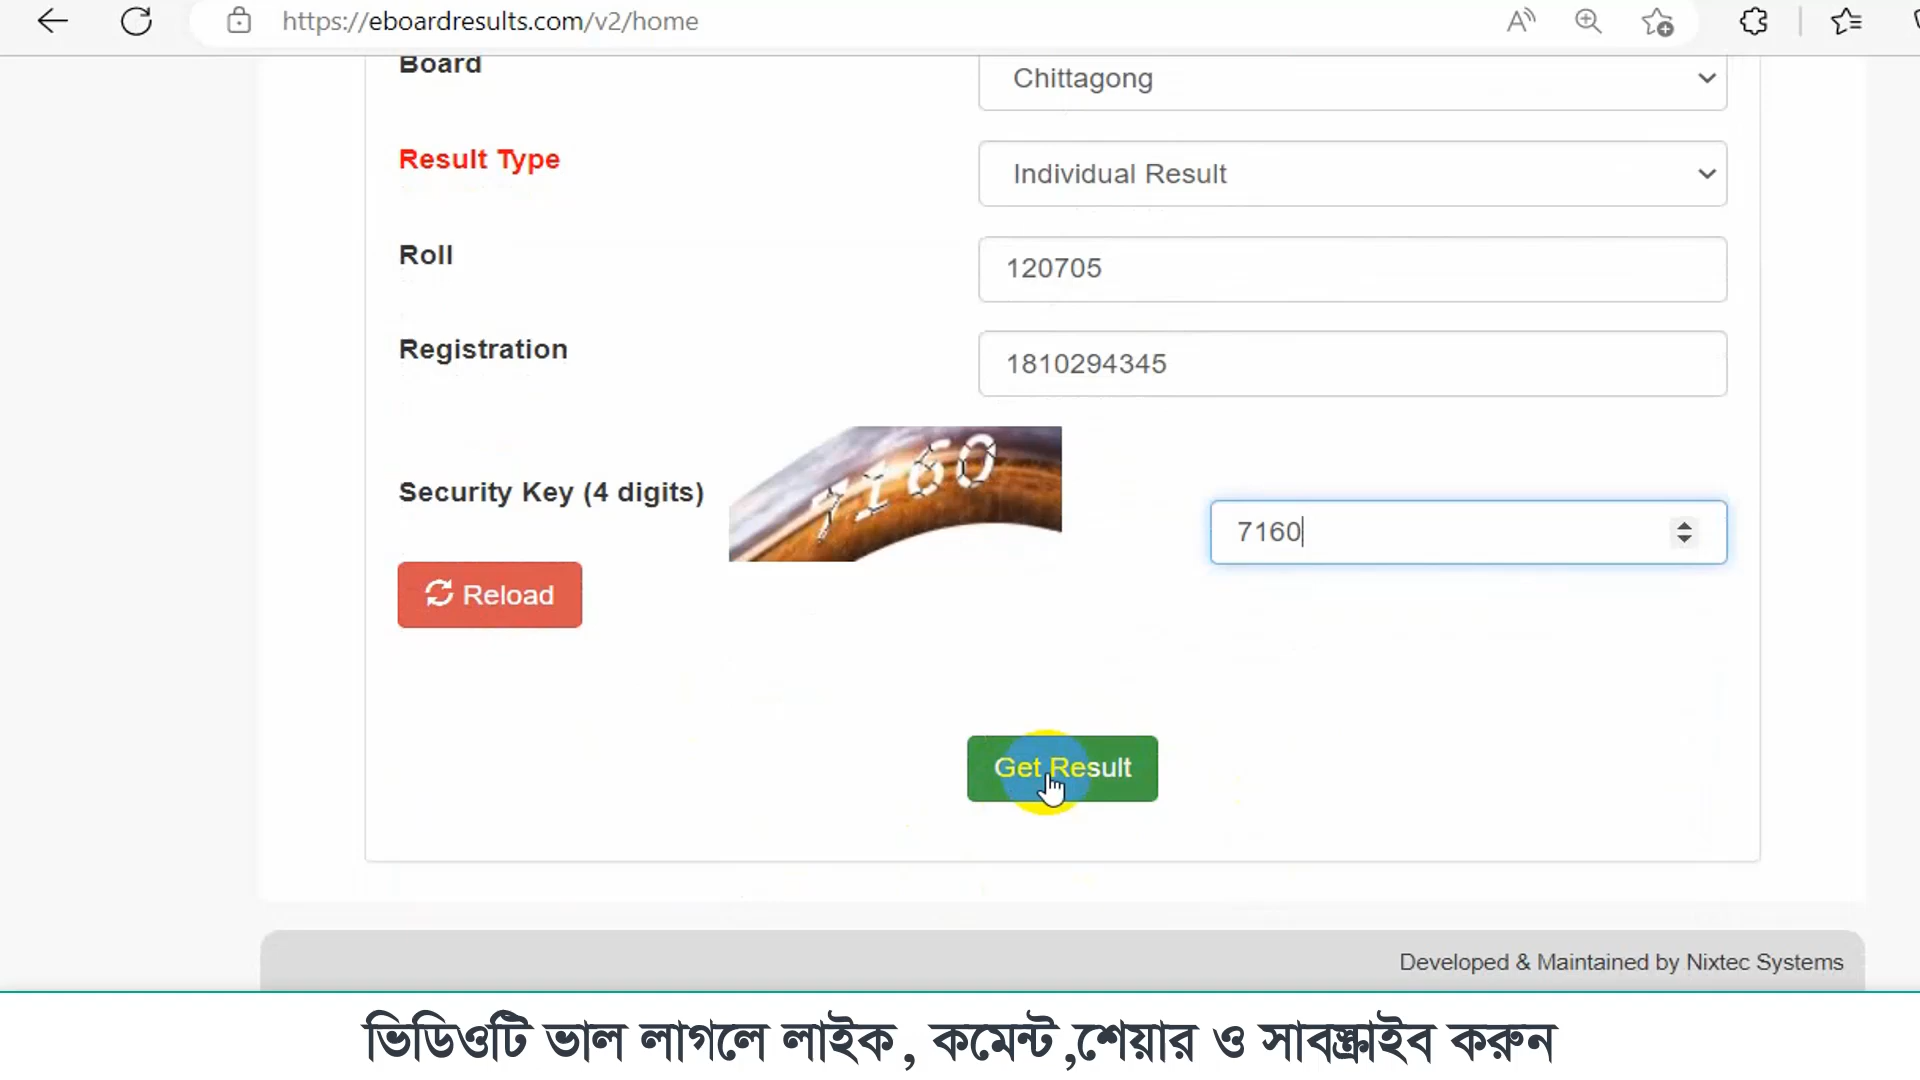 https://eboardresults.com/v2/home
Board
Chittagong
Result Type
Individual Result
Roll
120705
Registration
1810294345
Security Key (4 digits)
7160
7160
Reload
Get Result
Developed & Maintained by Nixtec Systems
ভিডিওটি ভাল লাগলে লাইক, কমেন্ট,শেয়ার ও সাবস্ক্রাইব করুন